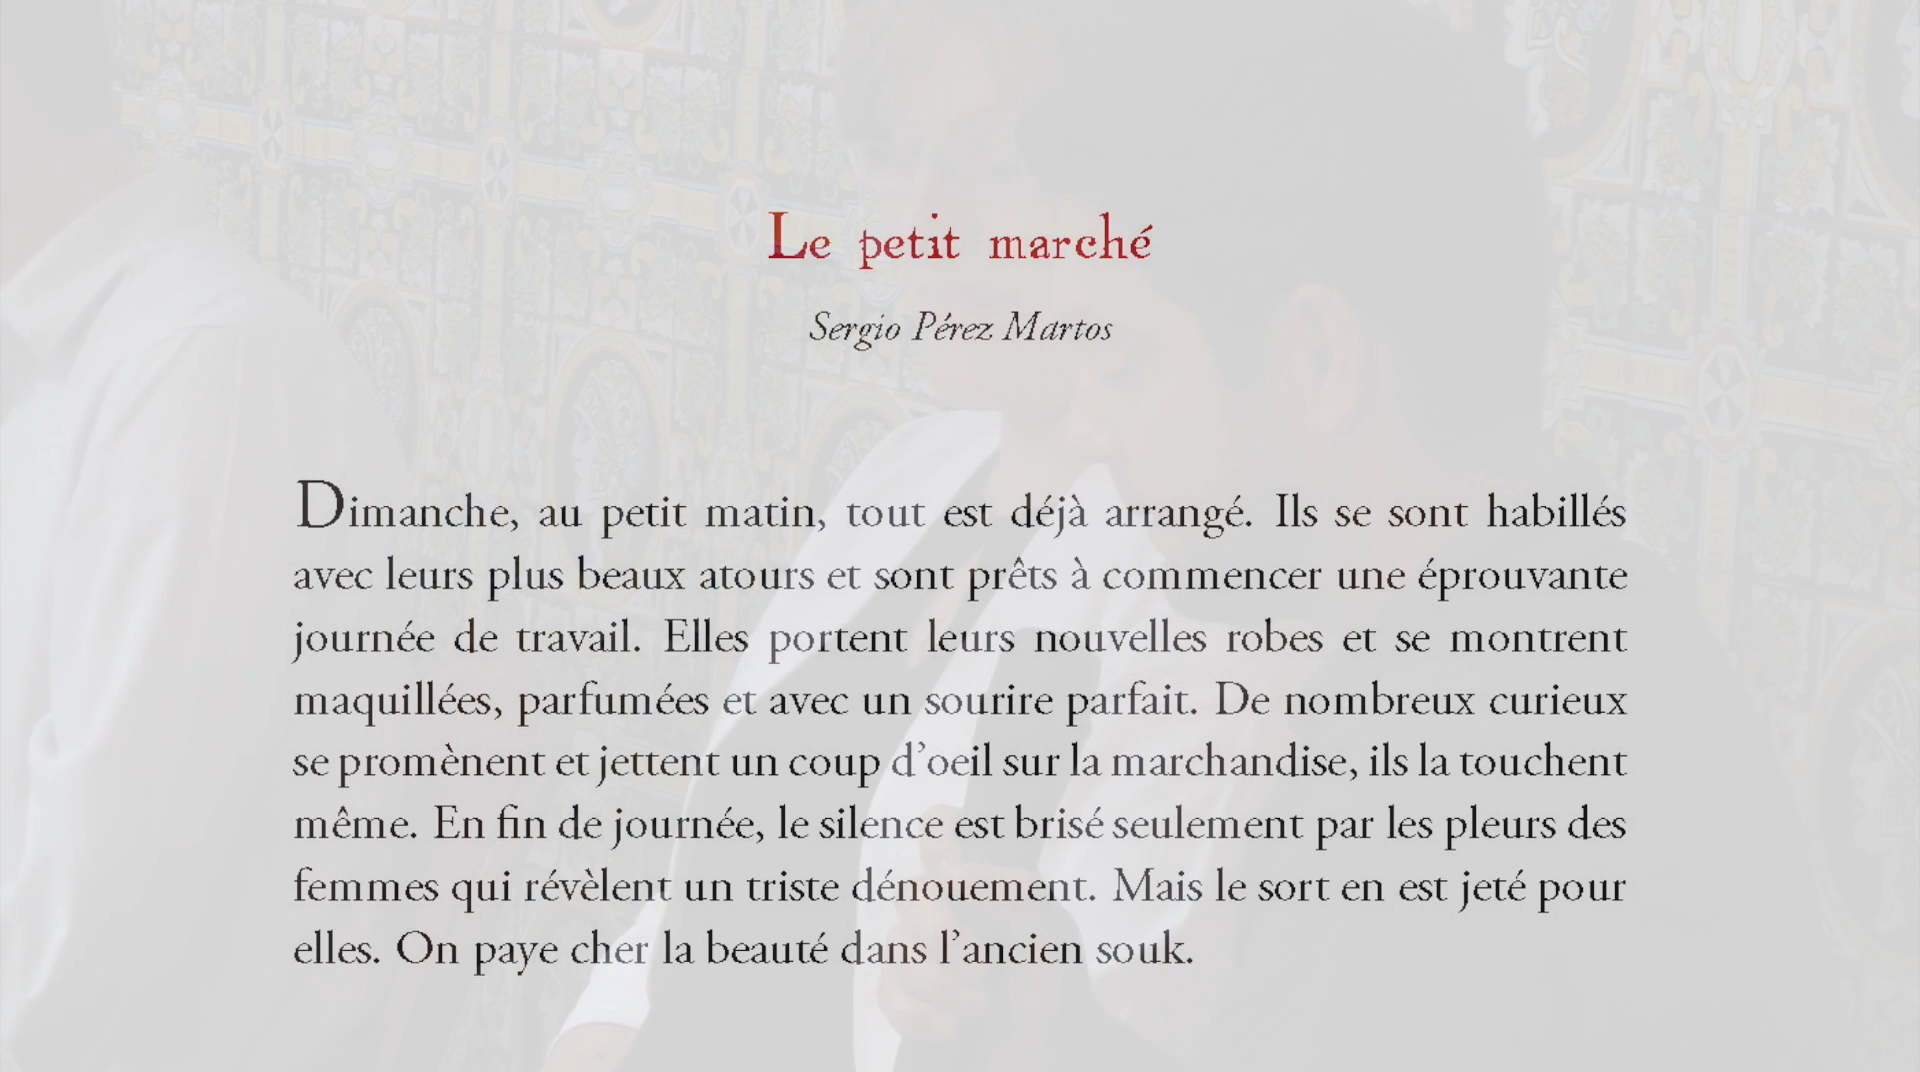 Le petit marché
Sergio Pérez Martos
Dimanche, au petit matin, tout est déjà arrangé. Ils se sont habillés
avec leurs plus beaux atours et sont prêts à commencer une éprouvante
journée de travail. Elles portent leurs nouvelles robes et se montrent
maquillées, parfumées et avec un sourire parfait. De nombreux curieux
se promènent et jettent un coup d’oeil sur la marchandise, ils la touchent
même. En fin de journée, le silence est brisé seulement par les pleurs des
femmes qui révèlent un triste dénouement. Mais le sort en est jeté pour
elles. On paye cher la beauté dans l’ancien souk.